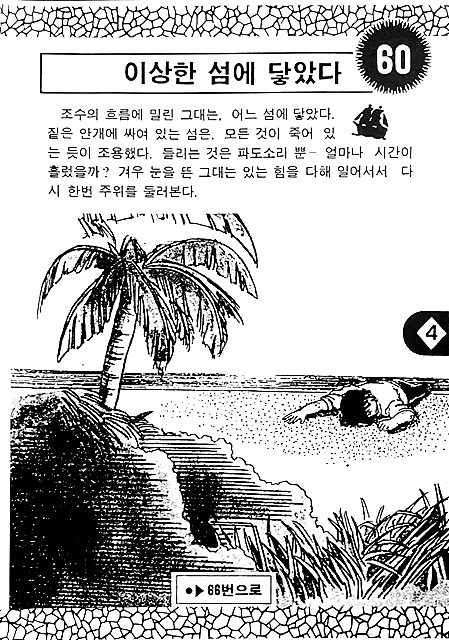 60
이상한 섬에 닿았다
조수의 흐름에 밀린 그대는, 어느 섬에 닿았다.
짙은 안개에 싸여 있는 섬은, 모든 것이 죽어 있
는 듯이 조용했다. 들리는 것은 파도소리 뿐- 얼마나 시간이
흘렀을까? 겨우 눈을 뜬 그대는 있는 힘을 다해 일어서서 다
시 한번 주위를 둘러본다.
4
●▶66번으로